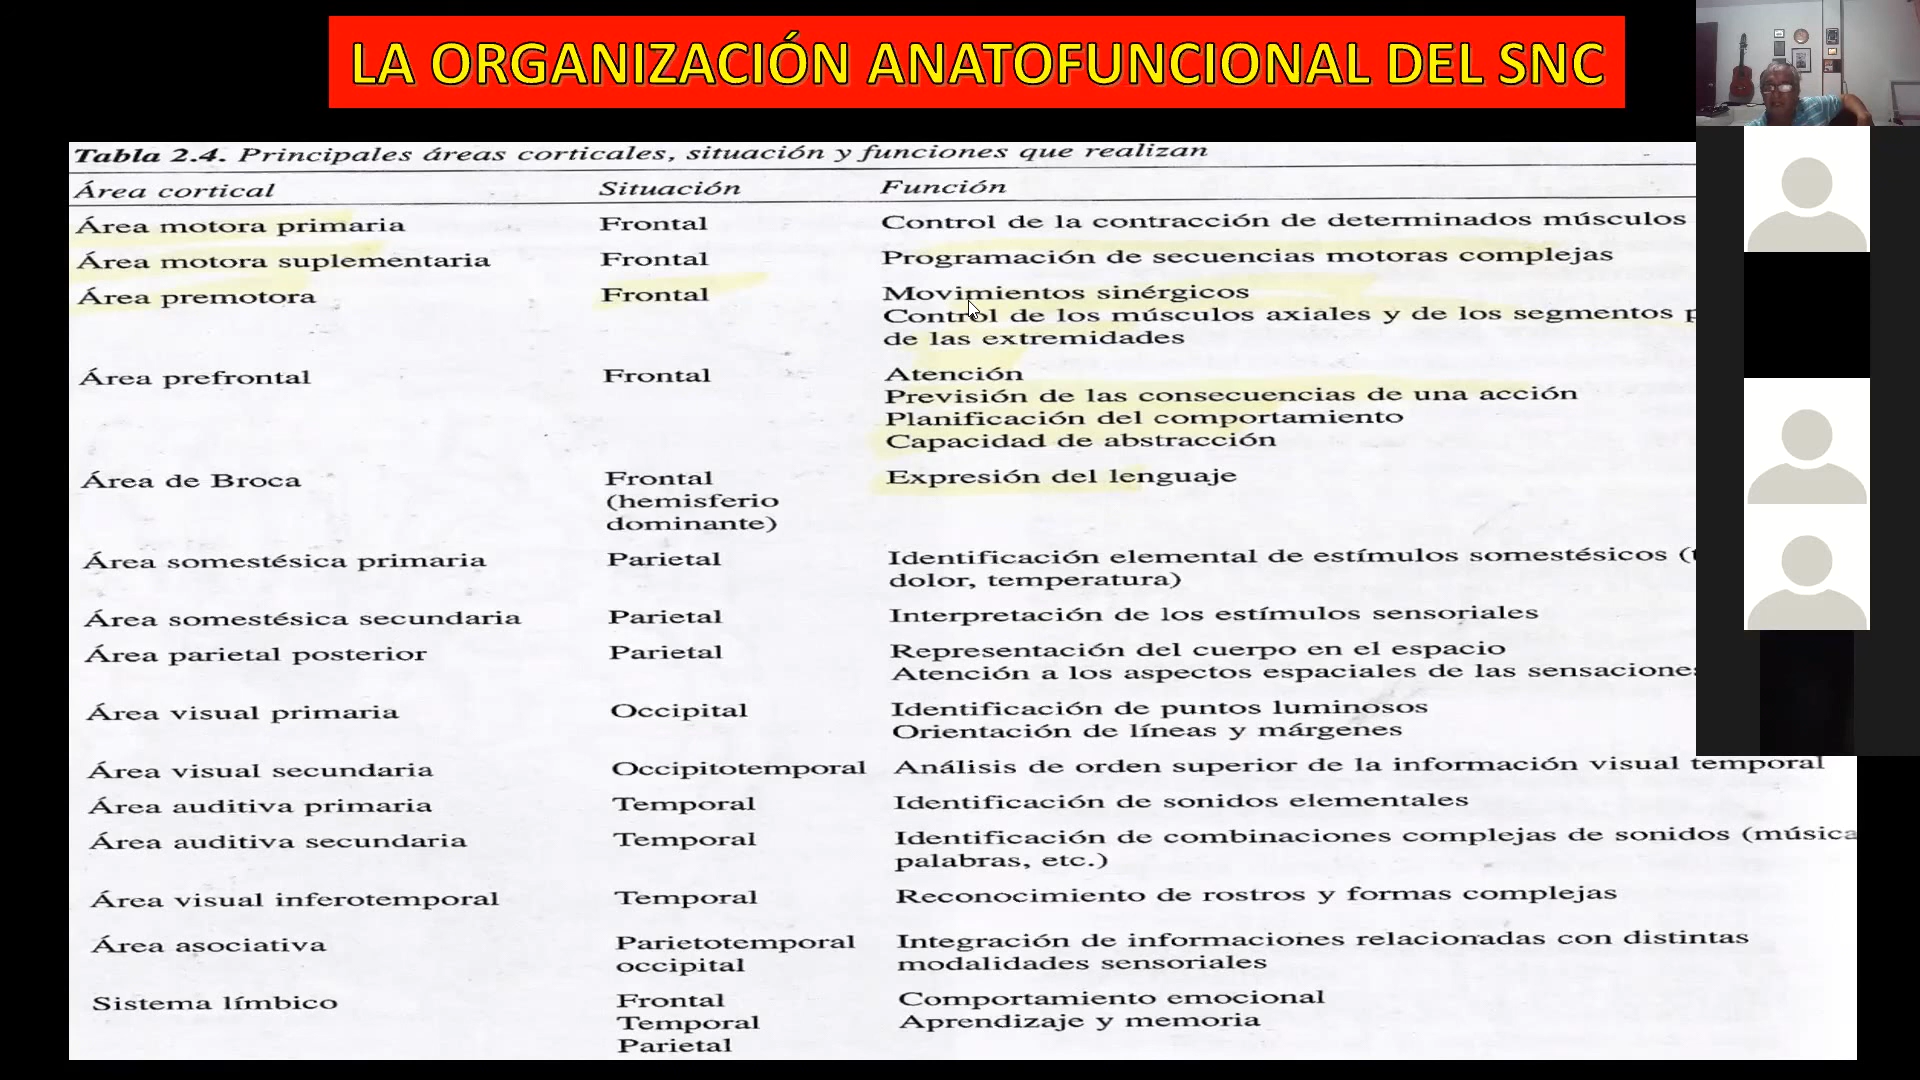 LA ORGANIZACIÓN ANATOFUNCIONAL DEL SNC
Tabla 2.4. Principales áreas corticales, situación y funciones que realizan
Área cortical Situación Función
Área motora primaria Frontal Control de la contracción de determinados músculos
Área motora suplementaria Frontal Programación de secuencias motoras complejas
Área premotora Frontal Movimientos sinérgicos
Control de los músculos axiales y de los segmentos
de las extremidades
Área prefrontal Frontal Atención
Previsión de las consecuencias de una acción
Planificación del comportamiento
Capacidad de abstracción
Área de Broca Frontal Expresión del lenguaje
(hemisferio
dominante)
Área somestésica primaria Parietal Identificación elemental de estímulos somestésicos
dolor, temperatura)
Área somestésica secundaria Parietal Interpretación de los estímulos sensoriales
Área parietal posterior Parietal Representación del cuerpo en el espacio
Atención a los aspectos espaciales de las sensaciones
Área visual primaria Occipital Identificación de puntos luminosos
Orientación de líneas y márgenes
Área visual secundaria Occipitotemporal Análisis de orden superior de la información visual temporal
Área auditiva primaria Temporal Identificación de sonidos elementales
Área auditiva secundaria Temporal Identificación de combinaciones complejas de sonidos (música
palabras, etc.)
Área visual inferotemporal Temporal Reconocimiento de rostros y formas complejas
Área asociativa Parietotemporal Integración de informaciones relacionadas con distintas
occipital modalidades sensoriales
Sistema límbico Frontal Comportamiento emocional
Temporal Aprendizaje y memoria
Parietal